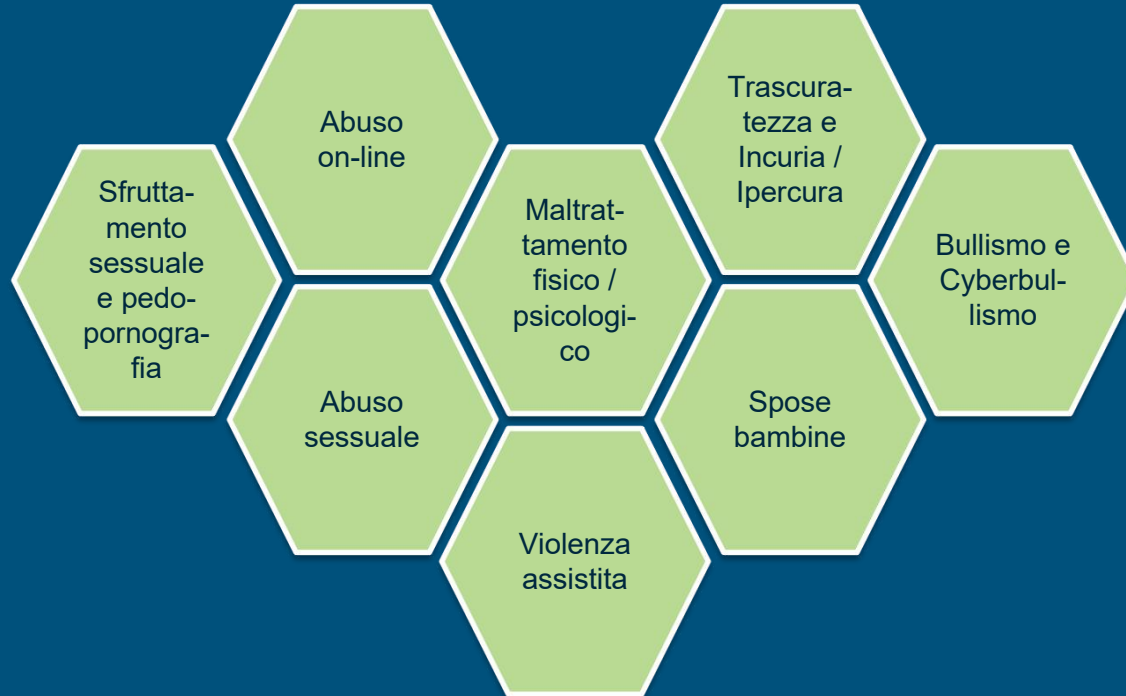 Sfrutta-
mento
sessuale
e pedo-
pornogra-
fia
Abuso
on-line
Abuso
sessuale
Maltrat-
tamento
fisico /
psicologi-
co
Violenza
assistita
Trascura-
tezza e
Incuria /
Ipercura
Spose
bambine
Bullismo e
Cyberbul-
lismo